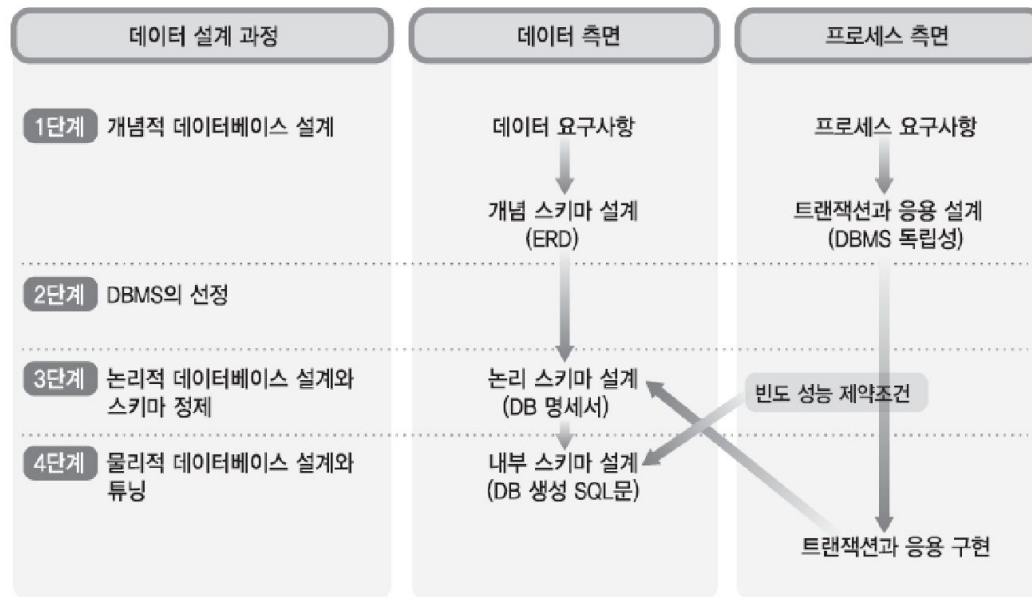 데이터 설계 과정
데이터 측면
프로세스 측면
1단계 개념적 데이터베이스 설계
데이터 요구사항
프로세스 요구사항
개념 스키마 설계
(ERD)
트랜잭션과 응용 설계
(DBMS 독립성)
2단계 DBMS의 선정
3단계 논리적 데이터베이스 설계와
스키마 정제
논리 스키마 설계
(DB 명세서)
빈도 성능 제약조건
4단계 물리적 데이터베이스 설계와
튜닝
내부 스키마 설계
(DB 생성 SQL문)
트랜잭션과 응용 구현